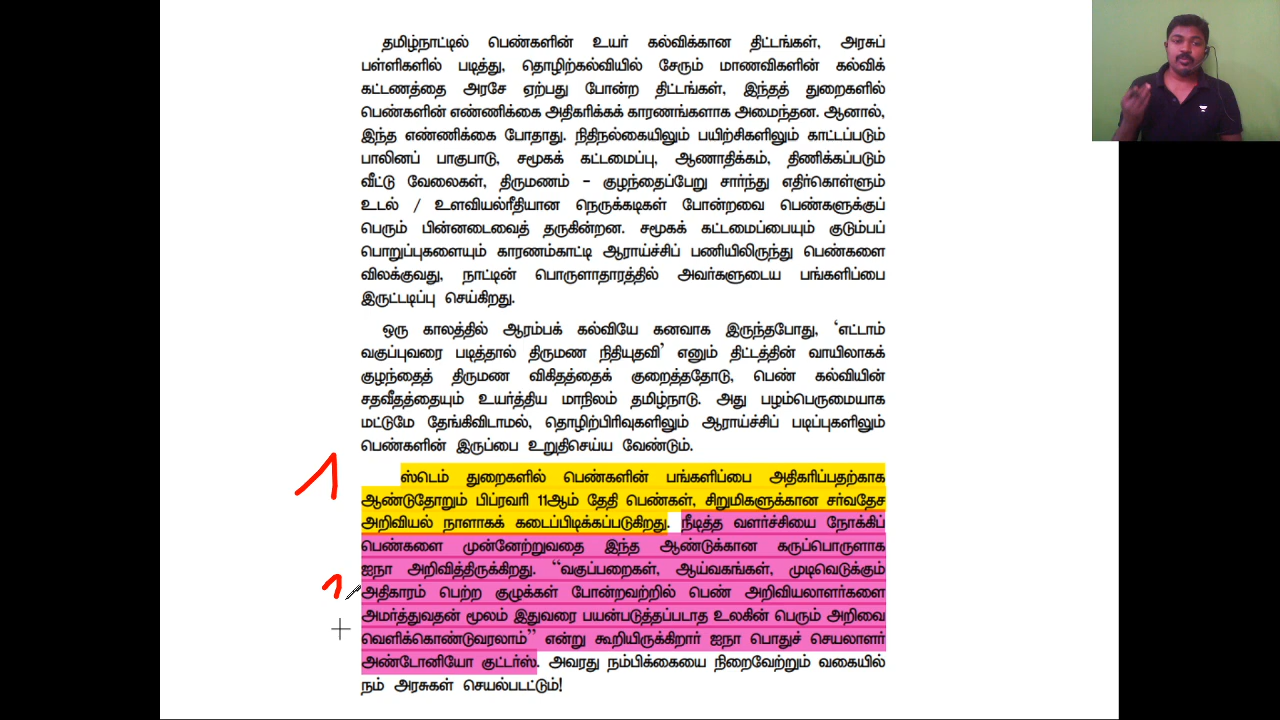 தமிழ்நாட்டில் பெண்களின் உயர் கல்விக்கான திட்டங்கள், அரசுப்
பள்ளிகளில் படித்து, தொழிற்கல்வியில் சேரும் மாணவிகளின் கல்விக்
கட்டணத்தை அரசே ஏற்பது போன்ற திட்டங்கள், இந்தத் துறைகளில்
பெண்களின் எண்ணிக்கை அதிகரிக்கக் காரணங்களாக அமைந்தன. ஆனால்,
இந்த எண்ணிக்கை போதாது. நிதிநல்கையிலும் பயிற்சிகளிலும் காட்டப்படும்
பாலினப் பாகுபாடு, சமூகக் கட்டமைப்பு, ஆணாதிக்கம், திணிக்கப்படும்
வீட்டு வேலைகள், திருமணம் – குழந்தைப்பேறு சார்ந்து எதிர்கொள்ளும்
உடல் / உளவியல்ரீதியான நெருக்கடிகள் போன்றவை பெண்களுக்குப்
பெரும் பின்னடைவைத் தருகின்றன. சமூகக் கட்டமைப்பையும் குடும்பப்
பொறுப்புகளையும் காரணம்காட்டி ஆராய்ச்சிப் பணியிலிருந்து பெண்களை
விலக்குவது, நாட்டின் பொருளாதாரத்தில் அவர்களுடைய பங்களிப்பை
இருட்டடிப்பு செய்கிறது.
ஒரு காலத்தில் ஆரம்பக் கல்வியே கனவாக இருந்தபோது, ‘எட்டாம்
வகுப்புவரை படித்தால் திருமண நிதியுதவி’ எனும் திட்டத்தின் வாயிலாகக்
குழந்தைத் திருமண விகிதத்தைக் குறைத்ததோடு, பெண் கல்வியின்
சதவீதத்தையும் உயர்த்திய மாநிலம் தமிழ்நாடு. அது பழம்பெருமையாக
மட்டுமே தேங்கிவிடாமல், தொழிற்பிரிவுகளிலும் ஆராய்ச்சிப் படிப்புகளிலும்
பெண்களின் இருப்பை உறுதிசெய்ய வேண்டும்.
ஸ்டெம் துறைகளில் பெண்களின் பங்களிப்பை அதிகரிப்பதற்காக
ஆண்டுதோறும் பிப்ரவரி 11ஆம் தேதி பெண்கள், சிறுமிகளுக்கான சர்வதேச
அறிவியல் நாளாகக் கடைப்பிடிக்கப்படுகிறது. நீடித்த வளர்ச்சியை நோக்கிப்
பெண்களை முன்னேற்றுவதை இந்த ஆண்டுக்கான கருப்பொருளாக
ஐநா அறிவித்திருக்கிறது. “வகுப்பறைகள், ஆய்வகங்கள், முடிவெடுக்கும்
அதிகாரம் பெற்ற குழுக்கள் போன்றவற்றில் பெண் அறிவியலாளர்களை
அமர்த்துவதன் மூலம் இதுவரை பயன்படுத்தப்படாத உலகின் பெரும் அறிவை
வெளிக்கொண்டுவரலாம்” என்று கூறியிருக்கிறார் ஐநா பொதுச் செயலாளர்
அண்டோனியோ குட்டர்ஸ். அவரது நம்பிக்கையை நிறைவேற்றும் வகையில்
நம் அரசுகள் செயல்படட்டும்!